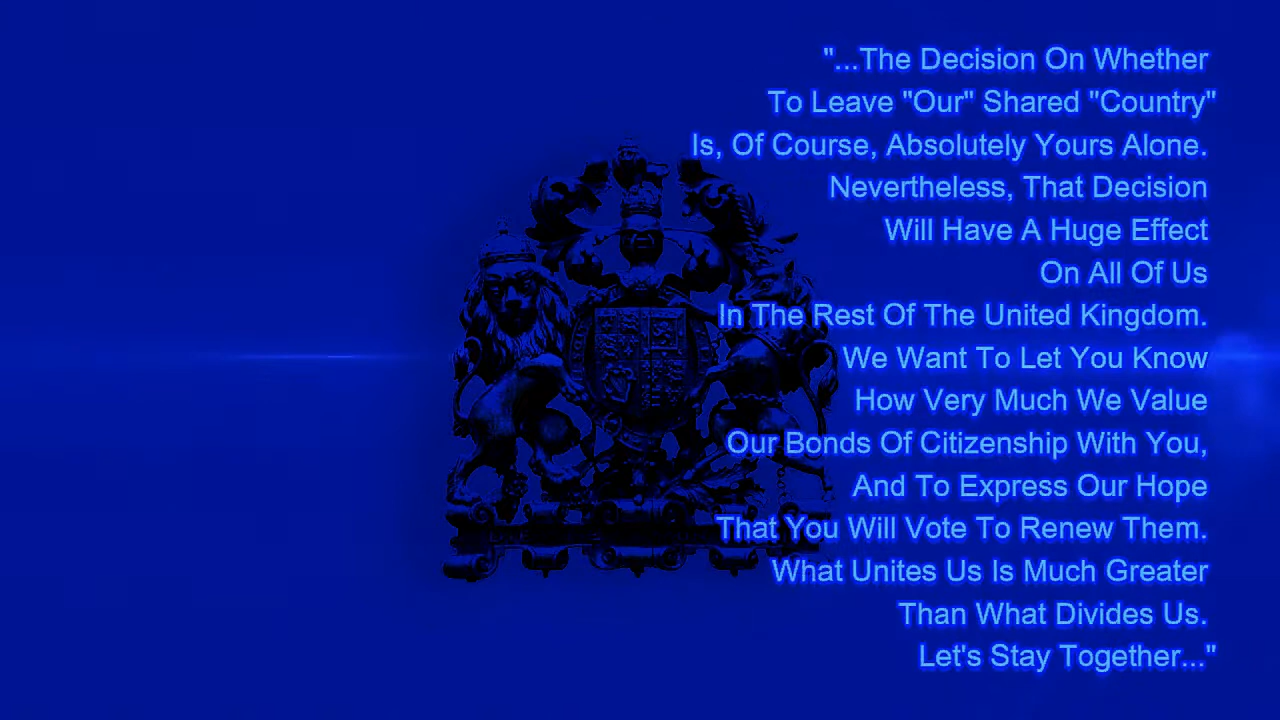 "...The Decision On Whether
To Leave "Our" Shared "Country"
Is, Of Course, Absolutely Yours Alone.
Nevertheless, That Decision
Will Have A Huge Effect
On All Of Us
In The Rest Of The United Kingdom.
We Want To Let You Know
How Very Much We Value
Our Bonds Of Citizenship With You,
And To Express Our Hope
That You Will Vote To Renew Them.
What Unites Us Is Much Greater
Than What Divides Us.
Let's Stay Together..."